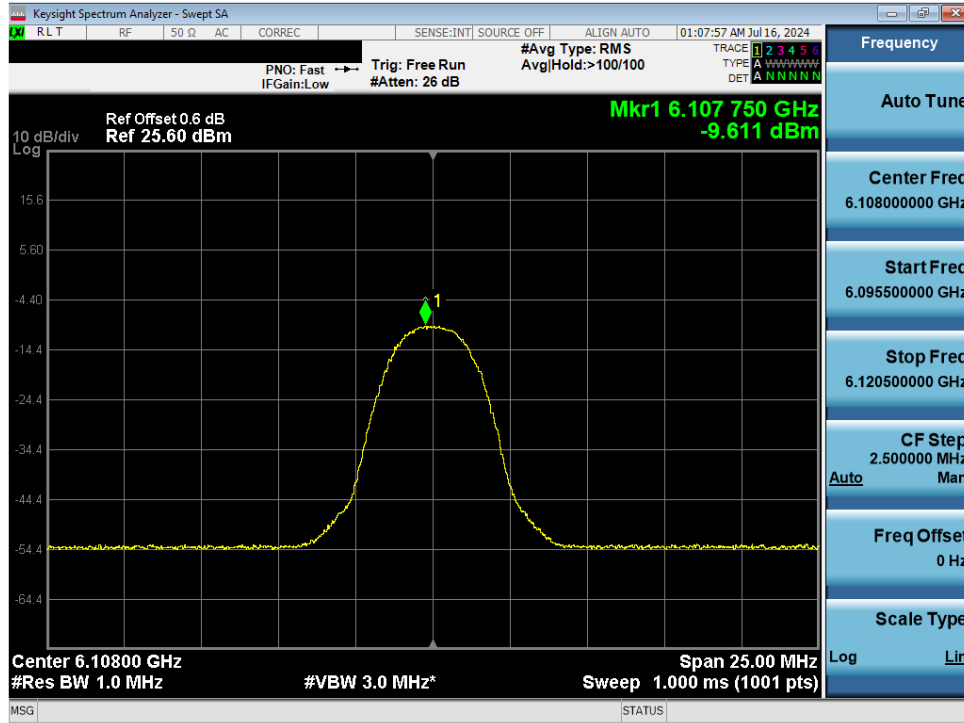 Keysight Spectrum Analyzer - Swept SA
LXI RLT RF 50 Ω AC CORREC SENSE:INT SOURCE OFF ALIGN AUTO 01:07:57 AM Jul 16, 2024
PNO: Fast Trig: Free Run #Avg Type: RMS TRACE 1 2 3 4 5 6
IFGain:Low #Atten: 26 dB Avg|Hold:>100/100 TYPE A WWWWW
DET A N N N N N
Mkr1 6.107 750 GHz
-9.611 dBm
Ref Offset 0.6 dB
10 dB/div Ref 25.60 dBm
Log
15.6
5.60
-4.40
-14.4
-24.4
-34.4
-44.4
-54.4
-64.4
1
Center 6.10800 GHz Span 25.00 MHz
#Res BW 1.0 MHz #VBW 3.0 MHz* Sweep 1.000 ms (1001 pts)
MSG STATUS
Frequency
Auto Tune
Center Freq
6.108000000 GHz
Start Freq
6.095500000 GHz
Stop Freq
6.120500000 GHz
CF Step
2.500000 MHz
Auto Man
Freq Offset
0 Hz
Scale Type
Log Lin